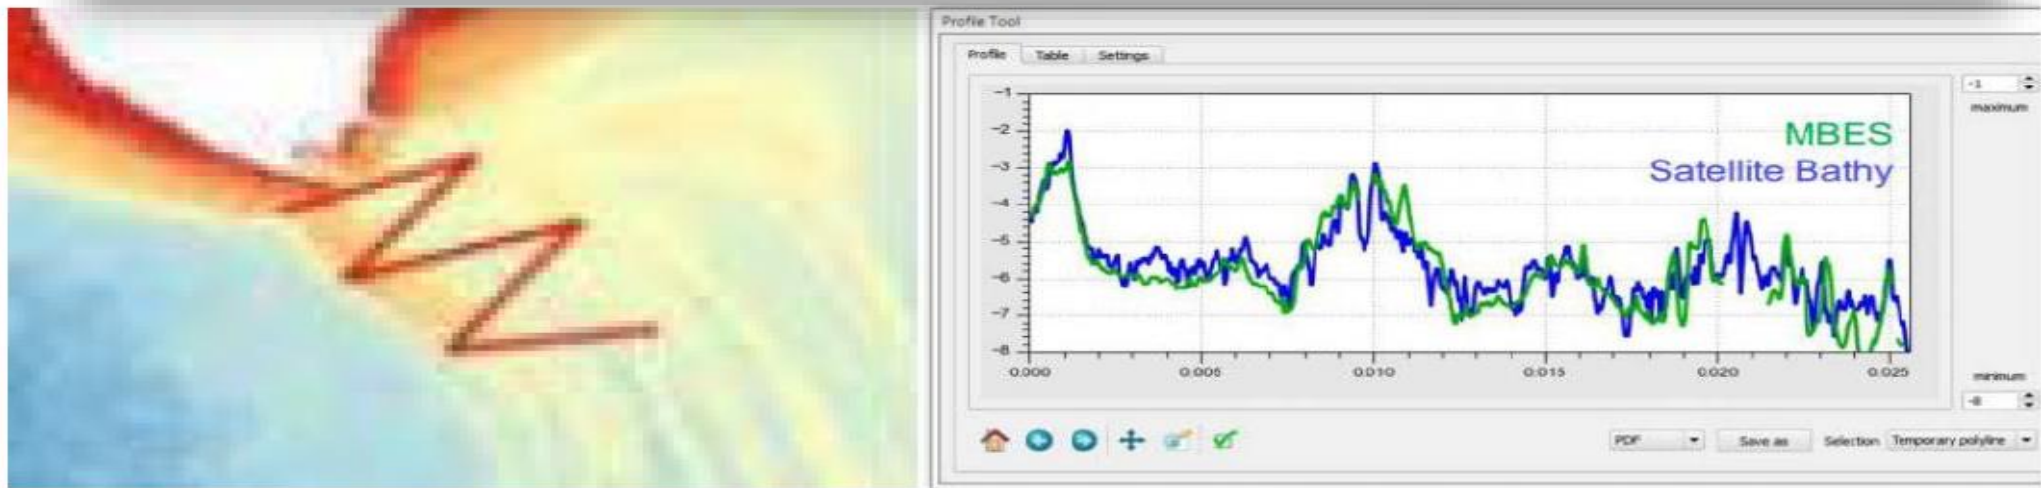 Profile Tool
Profile Table Settings
-1
maximum
-1
-2
-3
-4
-5
-6
-7
-8
MBES
Satellite Bathy
0.000 0.005 0.010 0.015 0.020 0.025
minimum
-8
PDF Save as Selection Temporary polyline